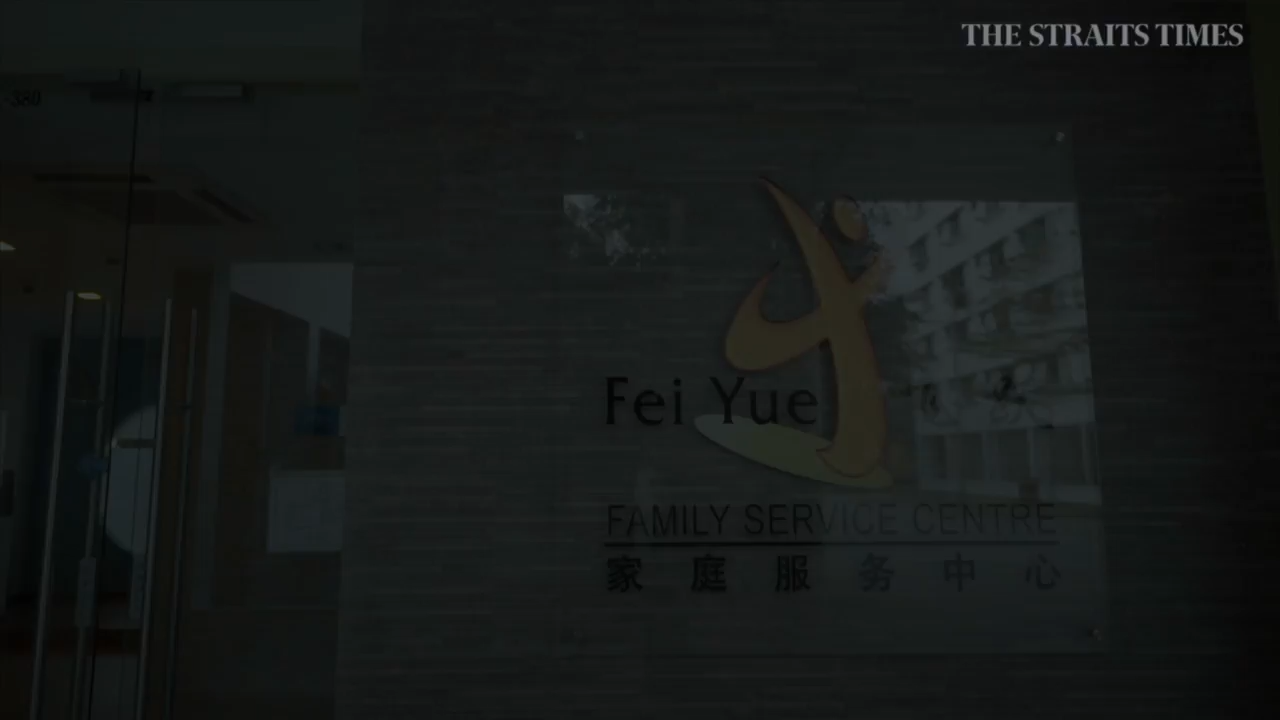 THE STRAITS TIMES
Fei Yue
FAMILY SERVICE CENTRE
家庭服务中心